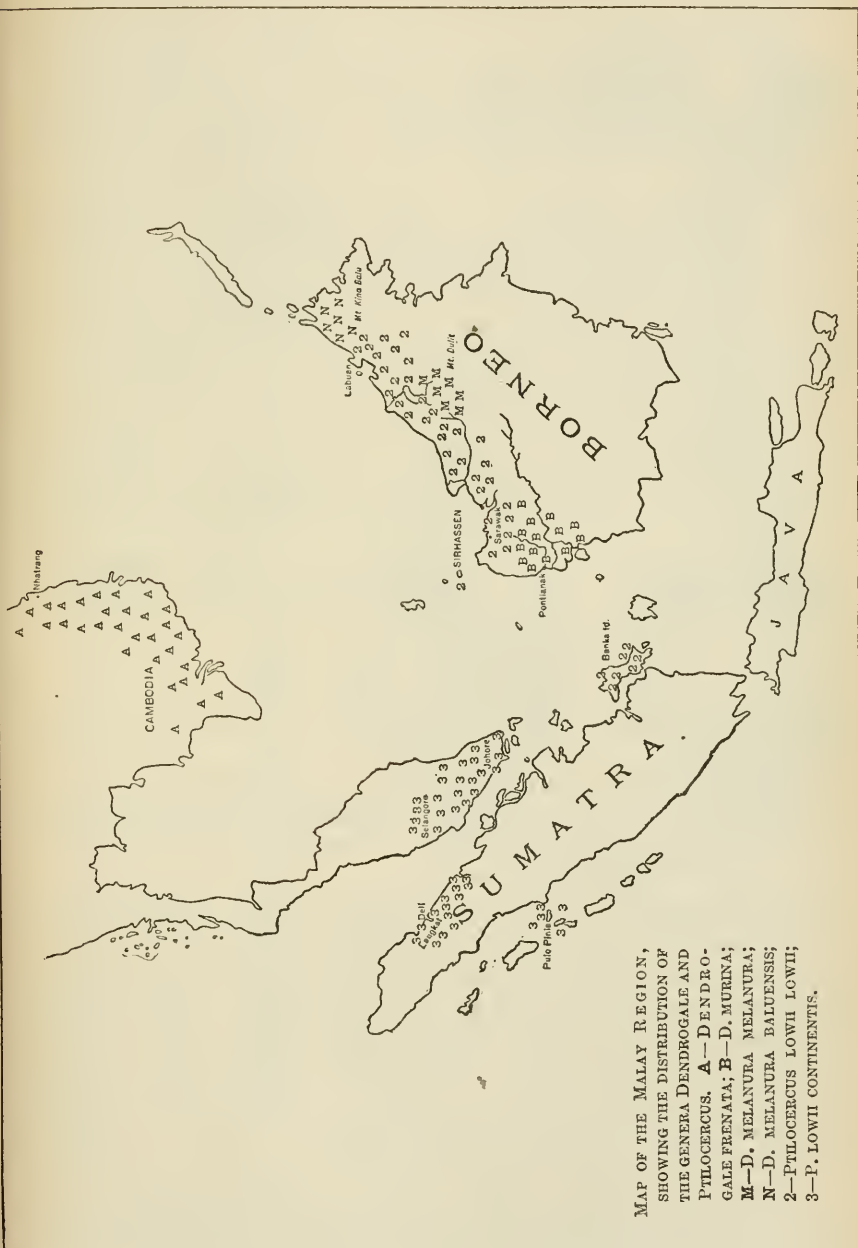 Nhatrang
CAMBODIA
Labuen
Mt Kina Balu
Selangore
Deli
SIRHASSEN
Mt. Dulit
BORNEO
Sarawak
Johore
Pontianak
Pulo Pinie
Banka Id.
SUMATRA
JAVA
MAP OF THE MALAY REGION,
SHOWING THE DISTRIBUTION OF
THE GENERA DENDROGALE AND
PTILOCERCUS. A—DENDRO-
GALE FRENATA; B—D. MURINA;
M—D. MELANURA MELANURA;
N—D. MELANURA BALUENSIS;
2—PTILOCERCUS LOWII LOWII;
3—P. LOWII CONTINENTIS.